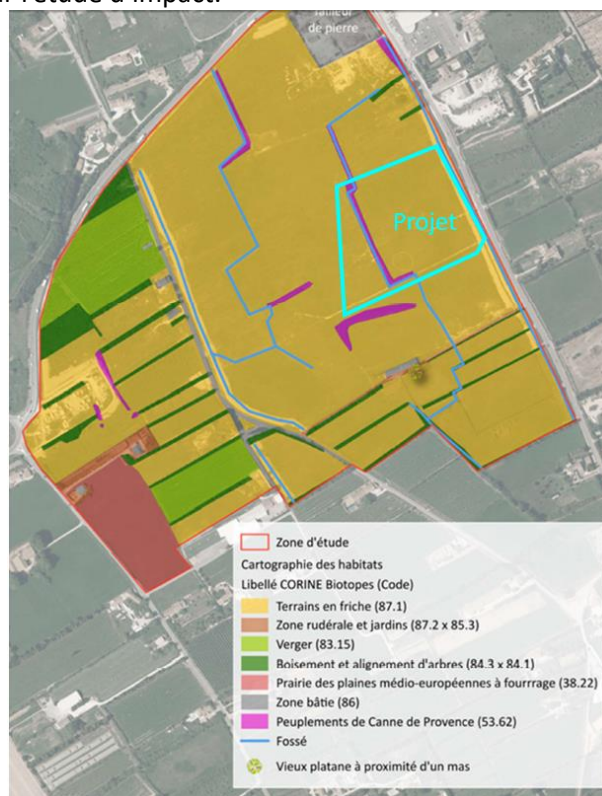 l'étude d'impact.
Tailleur
de pierre
Projet
Zone d'étude
Cartographie des habitats
Libellé CORINE Biotopes (Code)
Terrains en friche (87.1)
Zone rudérale et jardins (87.2 x 85.3)
Verger (83.15)
Boisement et alignement d'arbres (84.3 x 84.1)
Prairie des plaines médio-européennes à fourrrage (38.22)
Zone bâtie (86)
Peuplements de Canne de Provence (53.62)
Fossé
Vieux platane à proximité d'un mas